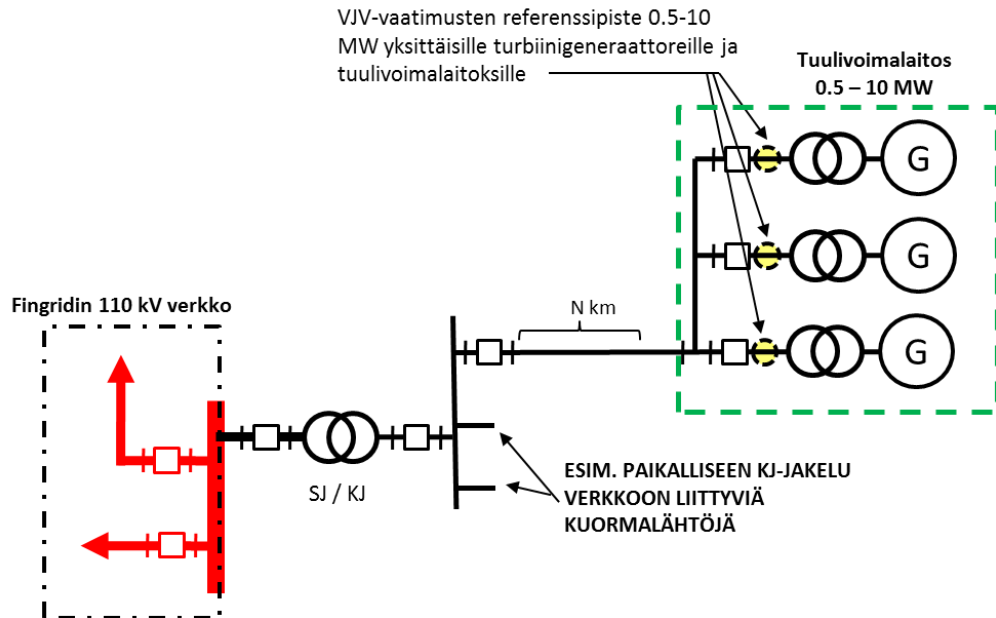 VJV-vaatimusten referenssipiste 0.5-10
MW yksittäisille turbiinigeneraattoreille ja
tuulivoimalaitoksille
Tuulivoimalaitos
0.5 – 10 MW
G
G
G
N km
Fingridin 110 kV verkko
SJ / KJ
ESIM. PAIKALLISEEN KJ-JAKELU
VERKKOON LIITTYVIÄ
KUORMALÄHTÖJÄ